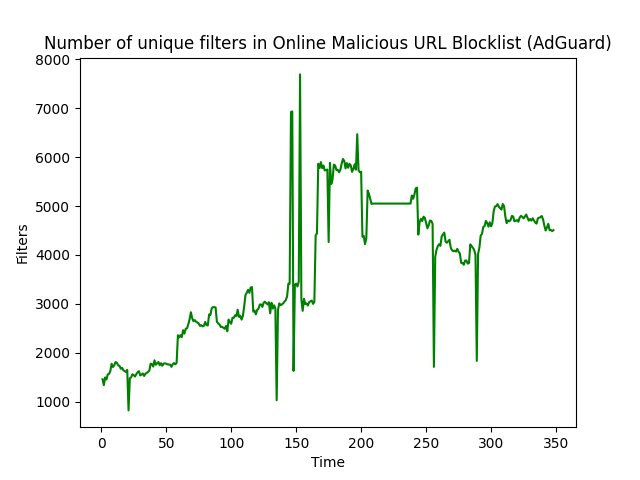 Number of unique filters in Online Malicious URL Blocklist (AdGuard)
8000
7000
6000
5000
4000
3000
2000
1000
Filters
0 50 100 150 200 250 300 350
Time